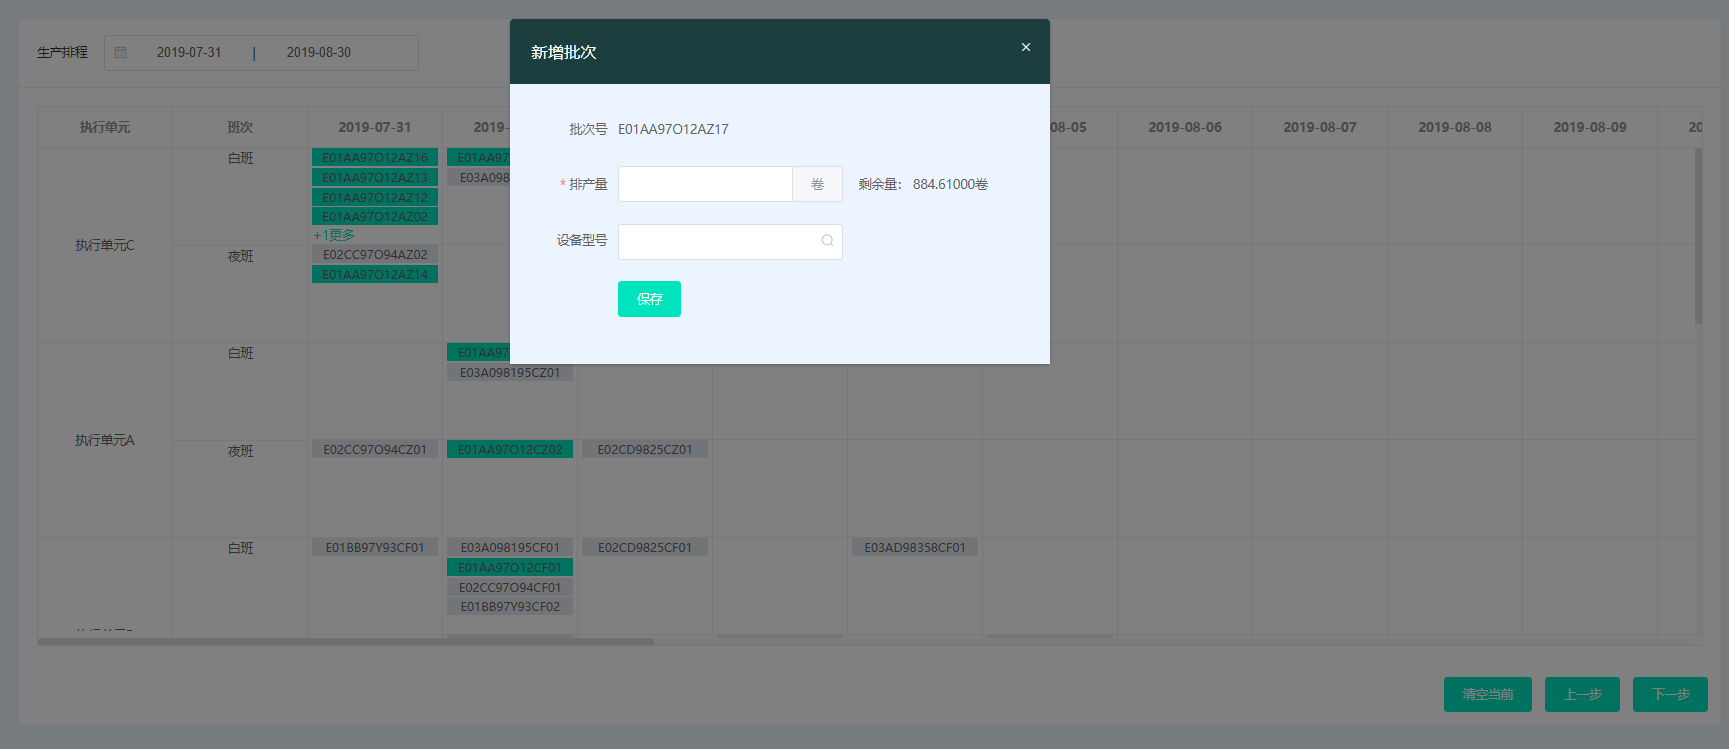 生产排程 2019-07-31 | 2019-08-30
新增批次 ×
批次号 E01AA97O12AZ17
* 排产量 卷 剩余量： 884.61000卷
设备型号
保存
执行单元 班次 2019-07-31 2019- 08-05 2019-08-06 2019-08-07 2019-08-08 2019-08-09 20
执行单元C
白班
E01AA97O12AZ16 E01AA97
E01AA97O12AZ13 E03A098
E01AA97O12AZ12
E01AA97O12AZ02
+1更多
夜班
E02CC97O94AZ02
E01AA97O12AZ14
执行单元A
白班
E01AA97
E03A098195CZ01
夜班
E02CC97O94CZ01 E01AA97O12CZ02 E02CD9825CZ01
白班
E01BB97Y93CF01 E03A098195CF01 E02CD9825CF01 E03AD98358CF01
E01AA97O12CF01
E02CC97O94CF01
E01BB97Y93CF02
清空当前 上一步 下一步